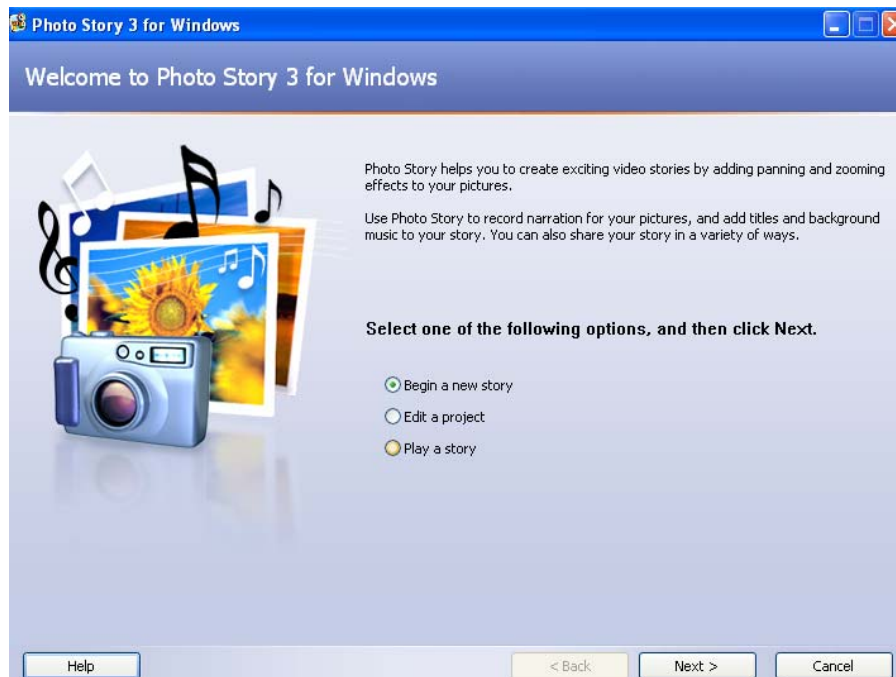 Photo Story 3 for Windows
Welcome to Photo Story 3 for Windows
Photo Story helps you to create exciting video stories by adding panning and zooming
effects to your pictures.
Use Photo Story to record narration for your pictures, and add titles and background
music to your story. You can also share your story in a variety of ways.
Select one of the following options, and then click Next.
Begin a new story
Edit a project
Play a story
Help
< Back
Next >
Cancel